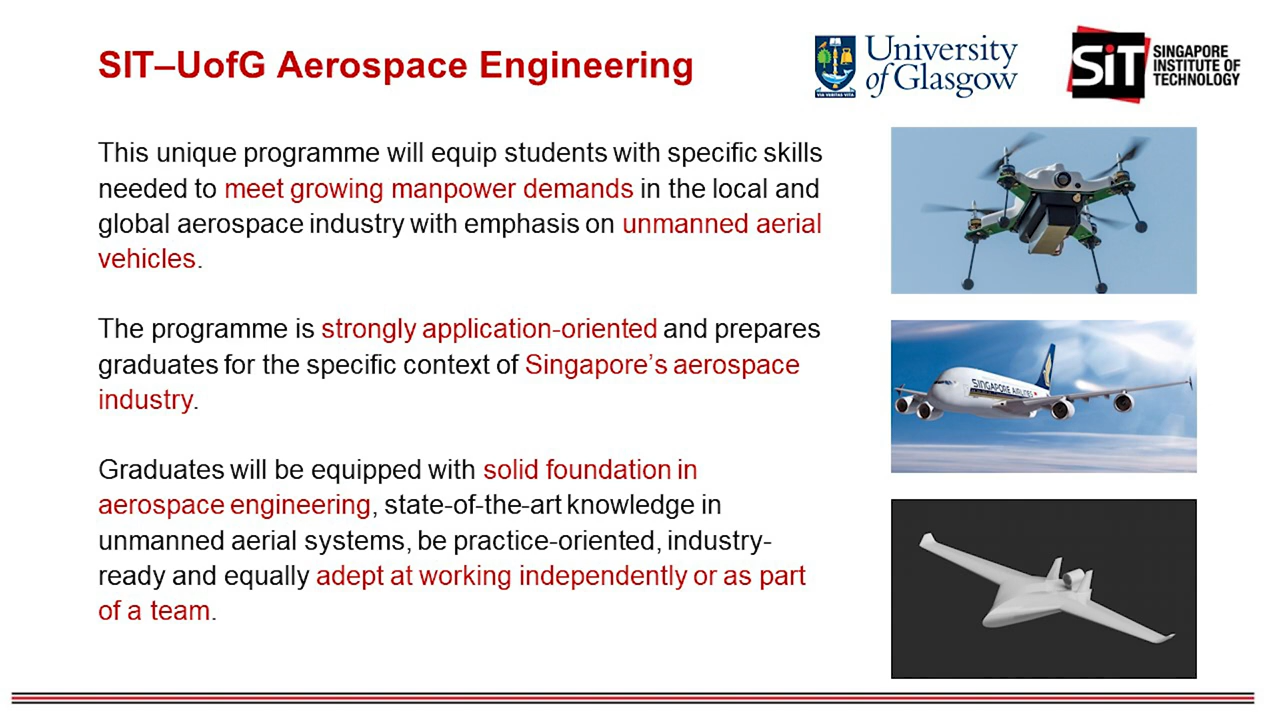 SIT–UofG Aerospace Engineering
University
of Glasgow
VIA VERITAS VITA
SiT
SINGAPORE
INSTITUTE OF
TECHNOLOGY
This unique programme will equip students with specific skills
needed to meet growing manpower demands in the local and
global aerospace industry with emphasis on unmanned aerial
vehicles.
The programme is strongly application-oriented and prepares
graduates for the specific context of Singapore’s aerospace
industry.
Graduates will be equipped with solid foundation in
aerospace engineering, state-of-the-art knowledge in
unmanned aerial systems, be practice-oriented, industry-
ready and equally adept at working independently or as part
of a team.
SINGAPORE AIRLINES